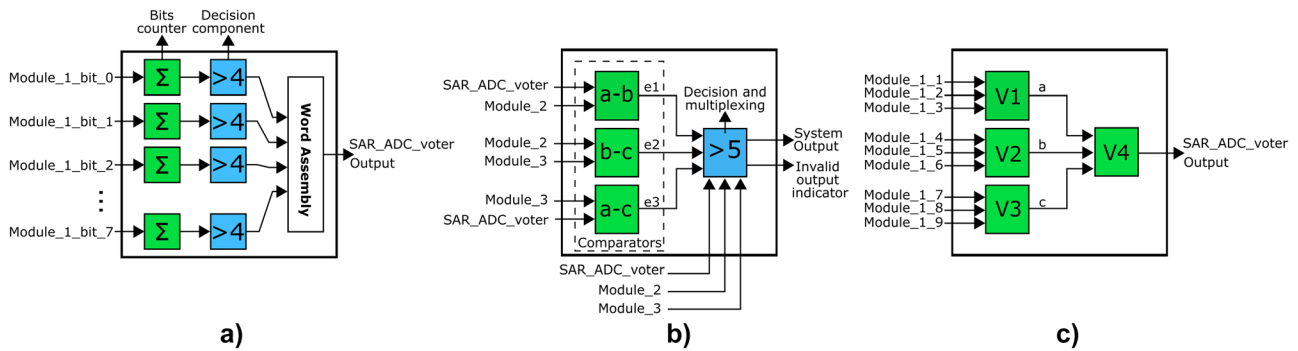 Bits
counter
Decision
component
Module_1_bit_0
Σ
>4
Module_1_bit_1
Σ
>4
Module_1_bit_2
Σ
>4
...
Module_1_bit_7
Σ
>4
Word Assembly
SAR_ADC_voter
Output
a)
SAR_ADC_voter
Module_2
a-b
e1
Module_2
Module_3
b-c
e2
Module_3
SAR_ADC_voter
a-c
e3
Comparators
Decision and
multiplexing
>5
System
Output
Invalid
output
indicator
SAR_ADC_voter
Module_2
Module_3
b)
Module_1_1
Module_1_2
Module_1_3
V1
a
Module_1_4
Module_1_5
Module_1_6
V2
b
Module_1_7
Module_1_8
Module_1_9
V3
c
V4
SAR_ADC_voter
Output
c)